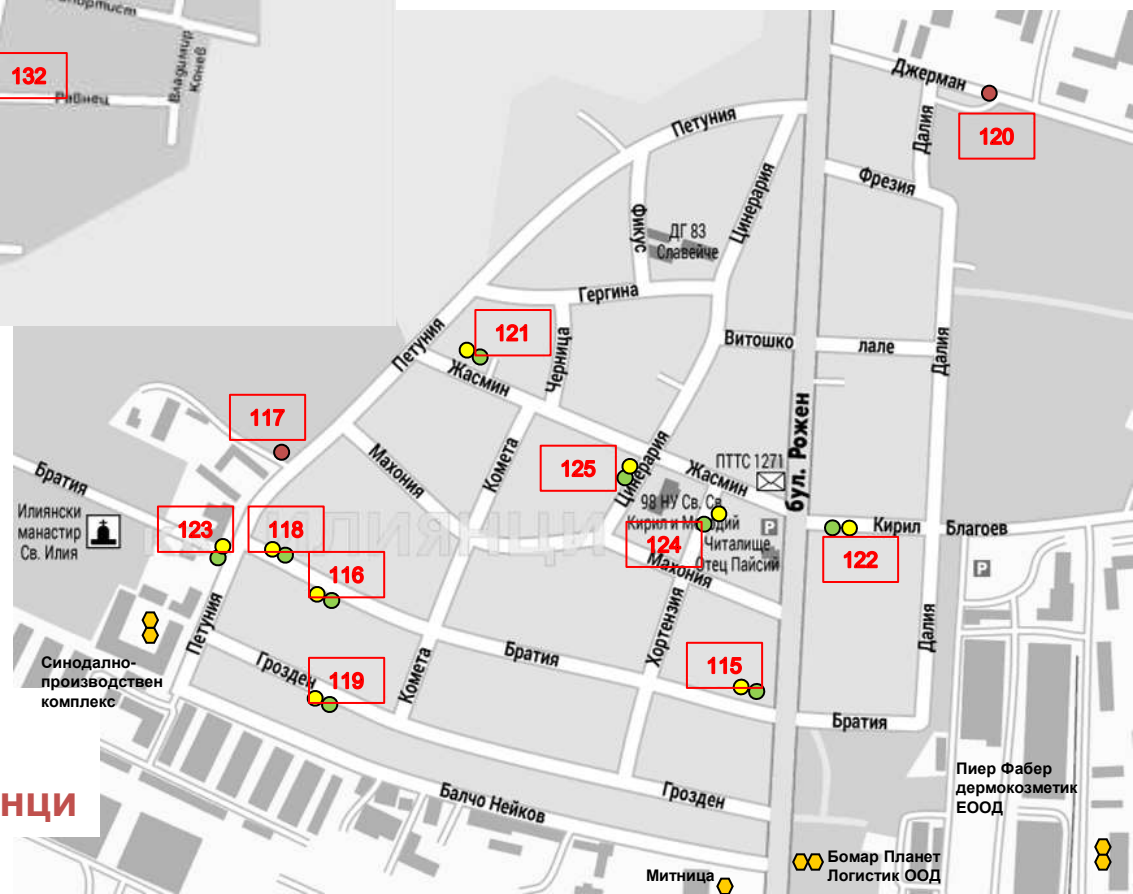 Владимир
Конев
132
Равнец
Джерман
120
Петуния
Далия
Цинерария
Фрезия
Фикус
ДГ 83
Славейче
Гергина
121
Петуния
Черница
Витошко
лале
Далия
Жасмин
117
Махония
Комета
125
Цинерария
ПТТС 1271
Жасмин
бул. Рожен
Братия
Илиянски
манастир
Св. Илия
123
118
ИЛИЯНЦИ
98 НУ Св. Св.
Кирил и Методий
124
Читалище
Отец Паисий
P
Кирил
Благоев
122
P
116
Махония
Петуния
Хортензия
Далия
Синодално-
производствен
комплекс
Грозден
119
Комета
Братия
115
Братия
нци
Балчо Нейков
Грозден
Пиер Фабер
дермокозметик
ЕООД
Митница
Бомар Планет
Логистик ООД